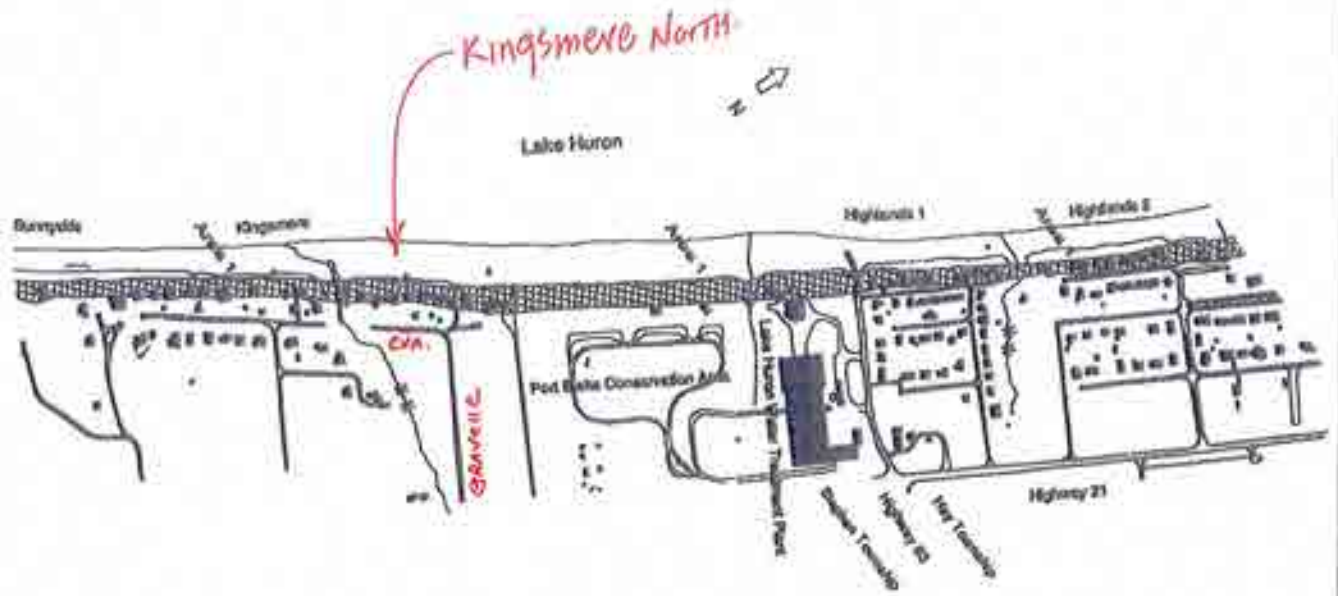 Kingsmere North
N
Lake Huron
Sunnyside
Kingsmere
Highlands 1
Highlands 2
EVA.
GRAVELLE
Port Blake Conservation Area
Lake Huron Water Treatment Plant
Stephen Township
Highway 83
Hay Township
Highway 21